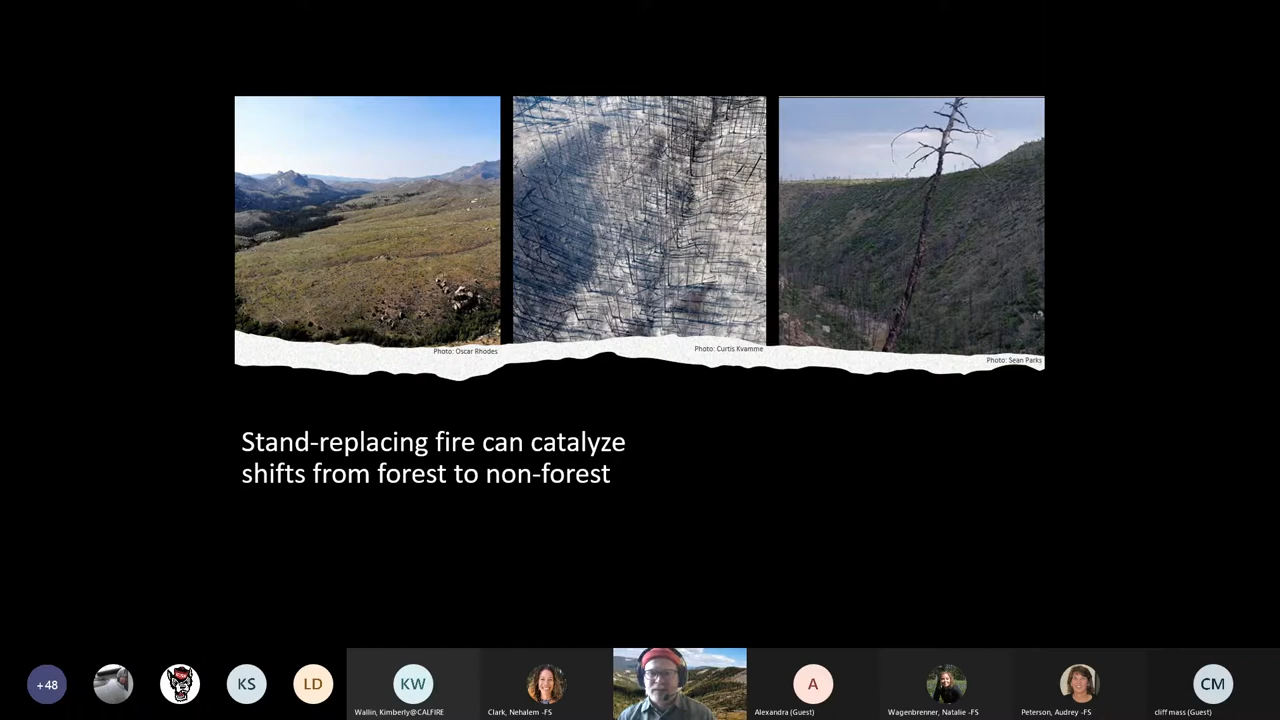 Photo: Oscar Rhodes
Photo: Curtis Kvamme
Photo: Sean Parks
Stand-replacing fire can catalyze
shifts from forest to non-forest
+48
KS
LD
KW
A
CM
Wallin, Kimberly@CALFIRE
Clark, Nehalem -FS
Alexandra (Guest)
Wagenbrenner, Natalie -FS
Peterson, Audrey -FS
cliff mass (Guest)